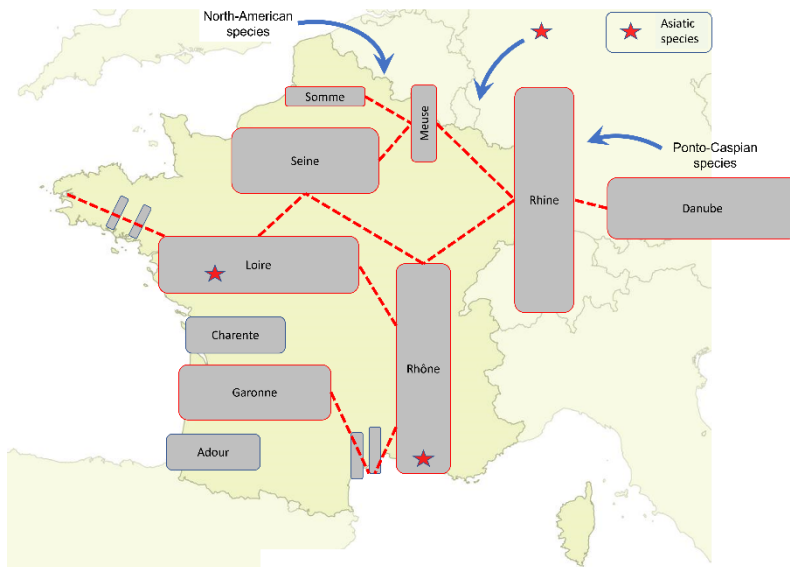 North-American
species
Asiatic
species
Somme
Meuse
Seine
Ponto-Caspian
species
Rhine
Danube
Loire
Charente
Rhône
Garonne
Adour